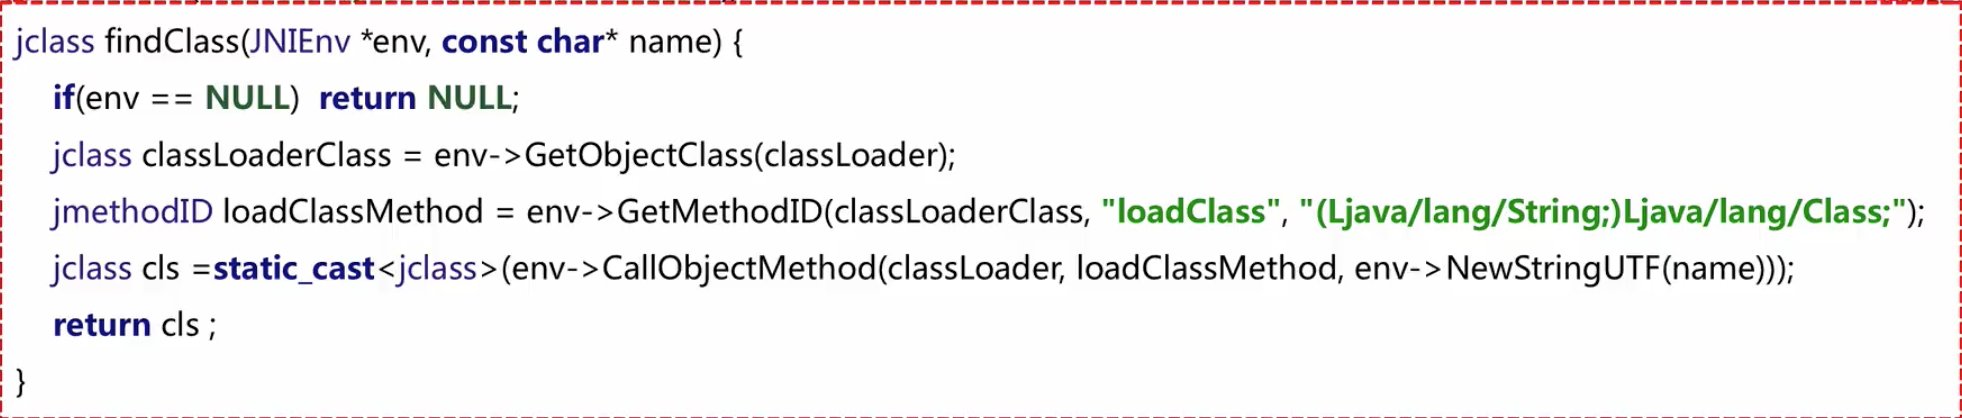 jclass findClass(JNIEnv *env, const char* name) {
if(env == NULL)  return NULL;
jclass classLoaderClass = env->GetObjectClass(classLoader);
jmethodID loadClassMethod = env->GetMethodID(classLoaderClass, "loadClass", "(Ljava/lang/String;)Ljava/lang/Class;");
jclass cls =static_cast<jclass>(env->CallObjectMethod(classLoader, loadClassMethod, env->NewStringUTF(name)));
return cls ;
}